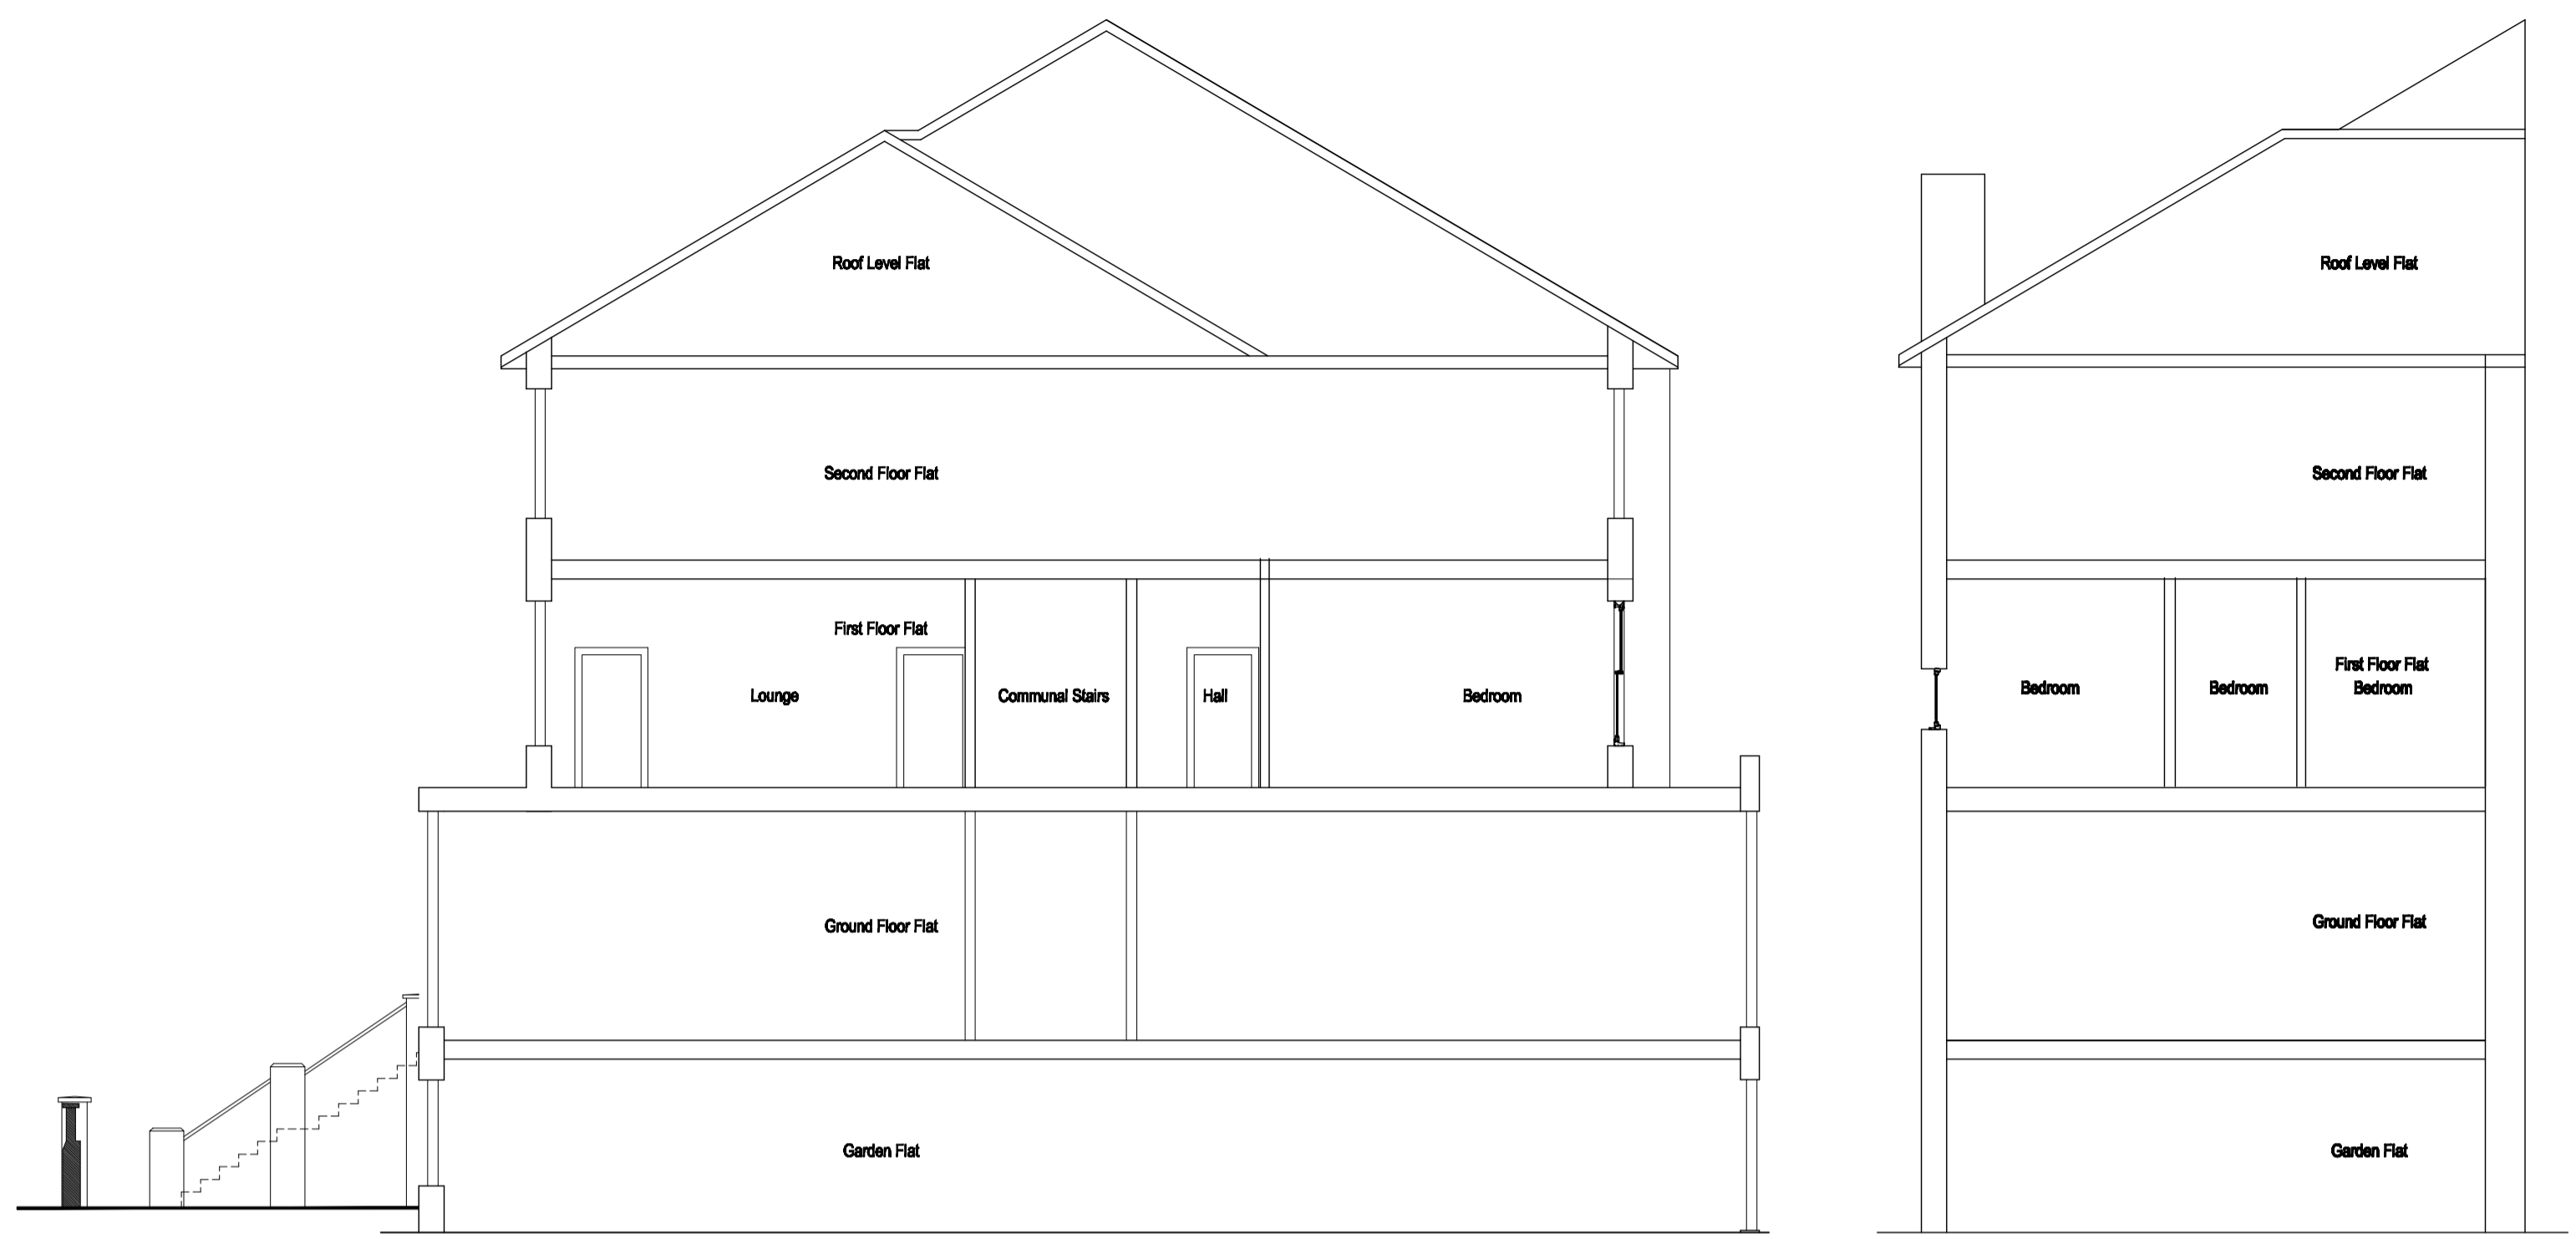 Roof Level Flat
Second Floor Flat
First Floor Flat
Lounge
Communal Stairs
Hall
Bedroom
Ground Floor Flat
Garden Flat
Roof Level Flat
Second Floor Flat
First Floor Flat
Bedroom
Bedroom
Bedroom
Ground Floor Flat
Garden Flat